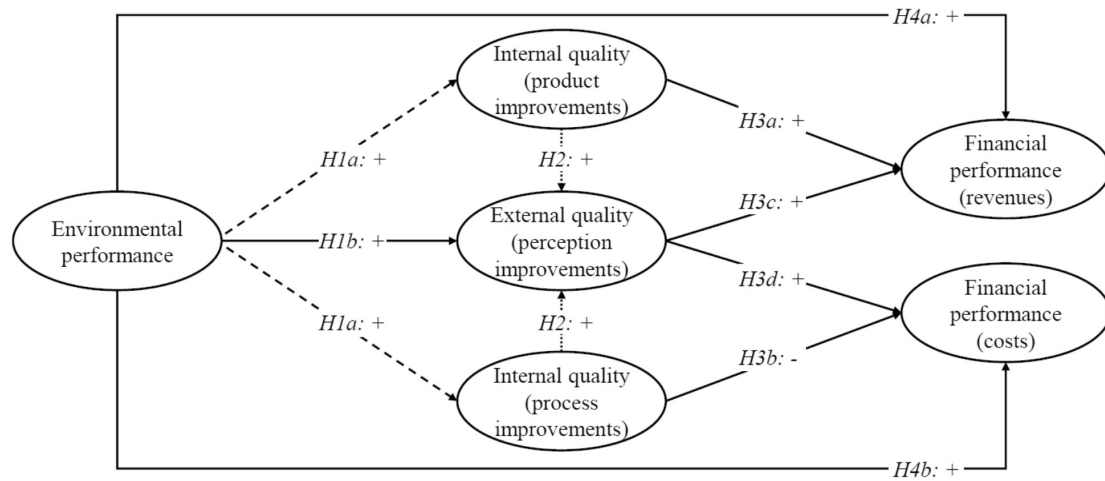 H4a: +
Internal quality
(product
improvements)
H3a: +
H1a: +
H2: +
Financial
performance
(revenues)
Environmental
performance
H1b: +
External quality
(perception
improvements)
H3c: +
H3d: +
H1a: +
H2: +
Financial
performance
(costs)
H3b: -
Internal quality
(process
improvements)
H4b: +